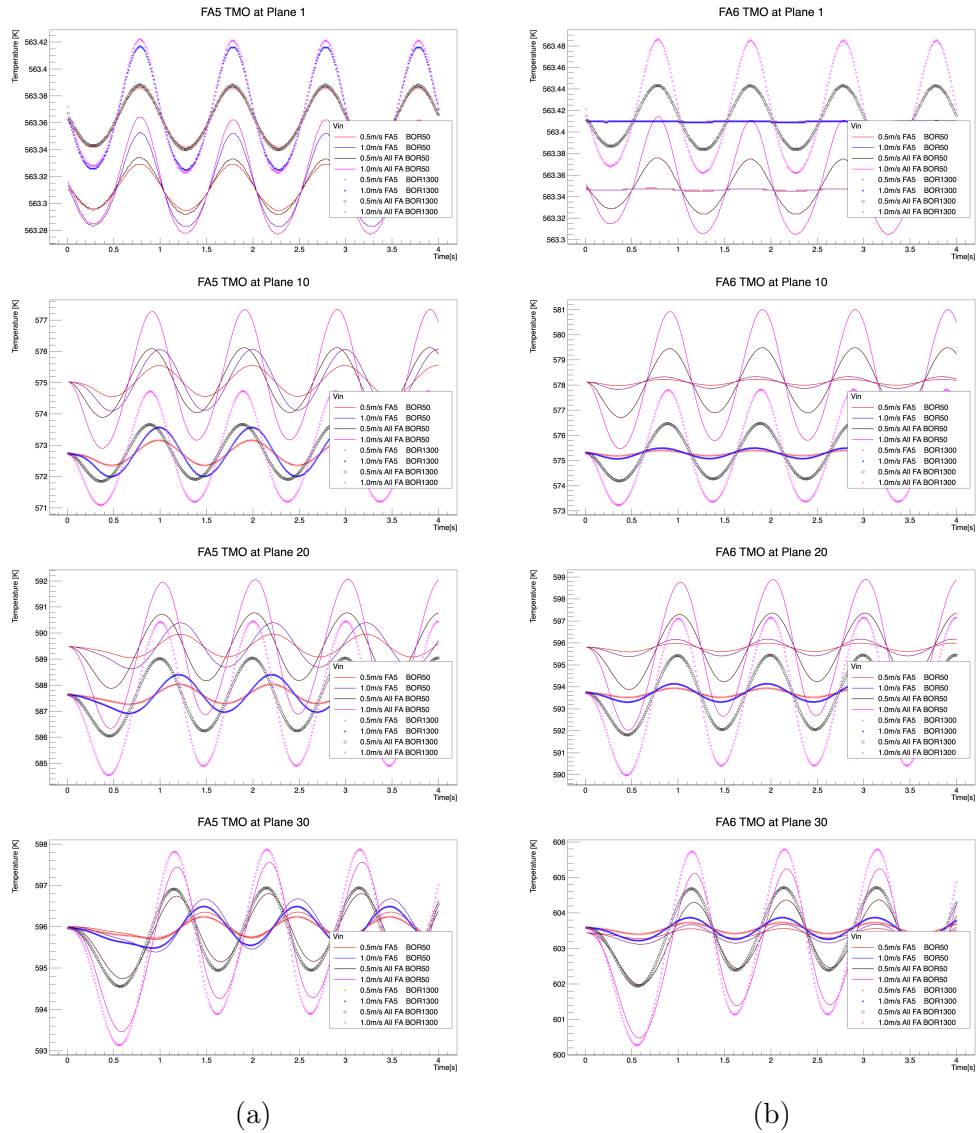 FA5 TMO at Plane 1
Temperature [K]
563.42
563.4
563.38
563.36
563.34
563.32
563.3
563.28
0 0.5 1 1.5 2 2.5 3 3.5 4
Time[s]
Vin
0.5m/s FA5 BOR50
1.0m/s FA5 BOR50
0.5m/s All FA BOR50
1.0m/s All FA BOR50
0.5m/s FA5 BOR1300
1.0m/s FA5 BOR1300
0.5m/s All FA BOR1300
1.0m/s All FA BOR1300
FA6 TMO at Plane 1
Temperature [K]
563.48
563.46
563.44
563.42
563.4
563.38
563.36
563.34
563.32
563.3
0 0.5 1 1.5 2 2.5 3 3.5 4
Time[s]
Vin
0.5m/s FA5 BOR50
1.0m/s FA5 BOR50
0.5m/s All FA BOR50
1.0m/s All FA BOR50
0.5m/s FA5 BOR1300
1.0m/s FA5 BOR1300
0.5m/s All FA BOR1300
1.0m/s All FA BOR1300
FA5 TMO at Plane 10
Temperature [K]
577
576
575
574
573
572
571
0 0.5 1 1.5 2 2.5 3 3.5 4
Time[s]
Vin
0.5m/s FA5 BOR50
1.0m/s FA5 BOR50
0.5m/s All FA BOR50
1.0m/s All FA BOR50
0.5m/s FA5 BOR1300
1.0m/s FA5 BOR1300
0.5m/s All FA BOR1300
1.0m/s All FA BOR1300
FA6 TMO at Plane 10
Temperature [K]
581
580
579
578
577
576
575
574
573
0 0.5 1 1.5 2 2.5 3 3.5 4
Time[s]
Vin
0.5m/s FA5 BOR50
1.0m/s FA5 BOR50
0.5m/s All FA BOR50
1.0m/s All FA BOR50
0.5m/s FA5 BOR1300
1.0m/s FA5 BOR1300
0.5m/s All FA BOR1300
1.0m/s All FA BOR1300
FA5 TMO at Plane 20
Temperature [K]
592
591
590
589
588
587
586
585
0 0.5 1 1.5 2 2.5 3 3.5 4
Time[s]
Vin
0.5m/s FA5 BOR50
1.0m/s FA5 BOR50
0.5m/s All FA BOR50
1.0m/s All FA BOR50
0.5m/s FA5 BOR1300
1.0m/s FA5 BOR1300
0.5m/s All FA BOR1300
1.0m/s All FA BOR1300
FA6 TMO at Plane 20
Temperature [K]
599
598
597
596
595
594
593
592
591
590
0 0.5 1 1.5 2 2.5 3 3.5 4
Time[s]
Vin
0.5m/s FA5 BOR50
1.0m/s FA5 BOR50
0.5m/s All FA BOR50
1.0m/s All FA BOR50
0.5m/s FA5 BOR1300
1.0m/s FA5 BOR1300
0.5m/s All FA BOR1300
1.0m/s All FA BOR1300
FA5 TMO at Plane 30
Temperature [K]
598
597
596
595
594
593
0 0.5 1 1.5 2 2.5 3 3.5 4
Time[s]
Vin
0.5m/s FA5 BOR50
1.0m/s FA5 BOR50
0.5m/s All FA BOR50
1.0m/s All FA BOR50
0.5m/s FA5 BOR1300
1.0m/s FA5 BOR1300
0.5m/s All FA BOR1300
1.0m/s All FA BOR1300
FA6 TMO at Plane 30
Temperature [K]
606
605
604
603
602
601
600
0 0.5 1 1.5 2 2.5 3 3.5 4
Time[s]
Vin
0.5m/s FA5 BOR50
1.0m/s FA5 BOR50
0.5m/s All FA BOR50
1.0m/s All FA BOR50
0.5m/s FA5 BOR1300
1.0m/s FA5 BOR1300
0.5m/s All FA BOR1300
1.0m/s All FA BOR1300
(a)
(b)